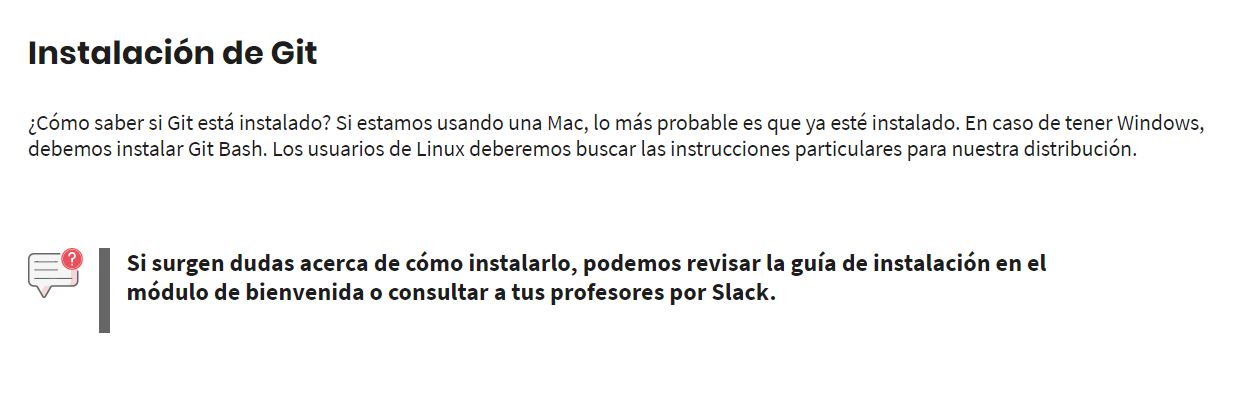 Instalación de Git
¿Cómo saber si Git está instalado? Si estamos usando una Mac, lo más probable es que ya esté instalado. En caso de tener Windows,
debemos instalar Git Bash. Los usuarios de Linux deberemos buscar las instrucciones particulares para nuestra distribución.
?
Si surgen dudas acerca de cómo instalarlo, podemos revisar la guía de instalación en el
módulo de bienvenida o consultar a tus profesores por Slack.